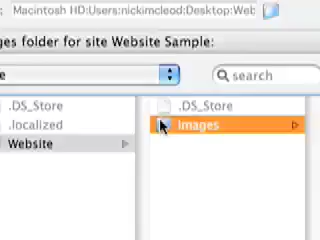 Macintosh HD:Users:nickimcleod:Desktop:Web
ges folder for site Website Sample:
e
search
.DS_Store
.localized
Website
.DS_Store
Images